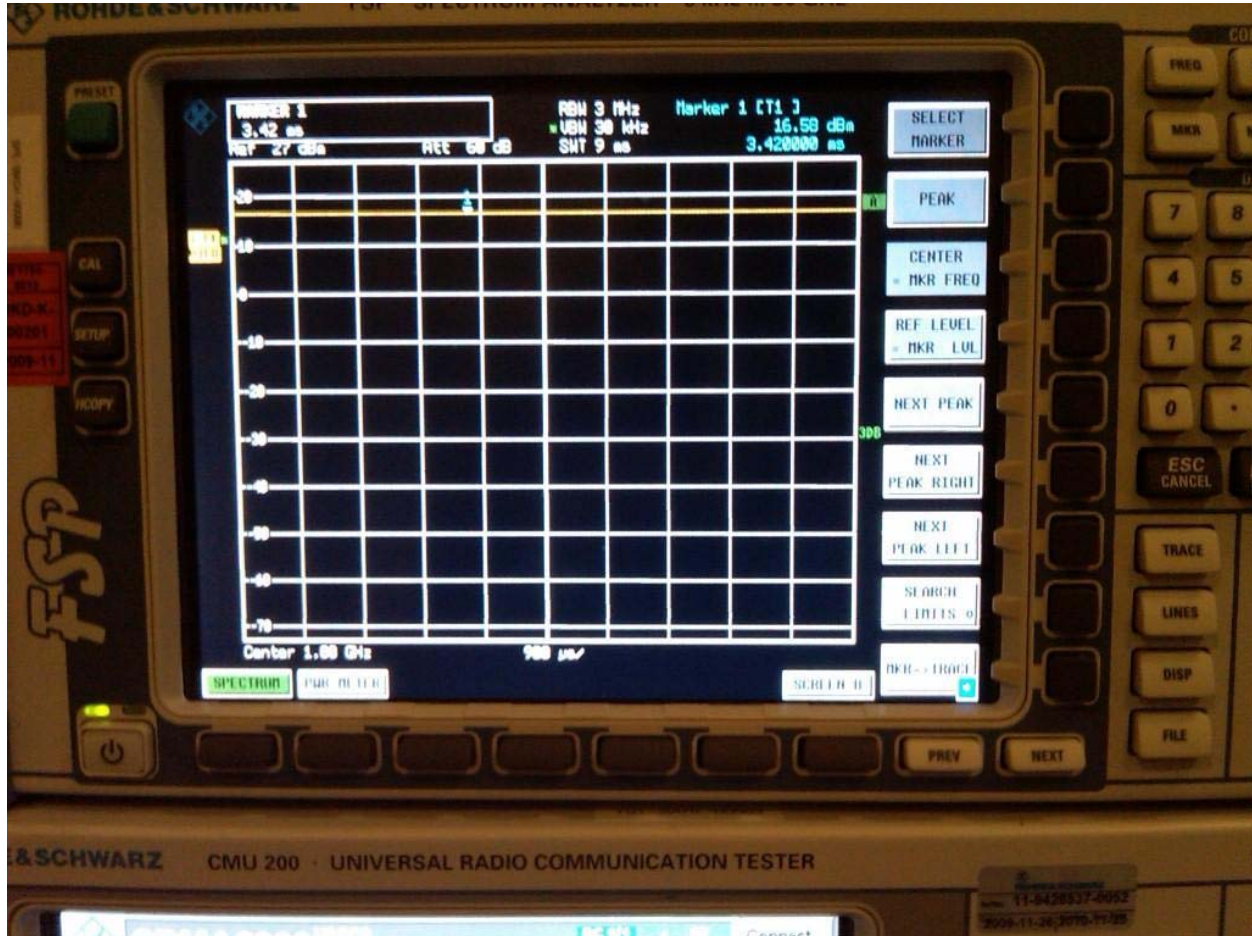 ROHDE&SCHWARZ FSP · SPECTRUM ANALYZER
PRESET
CAL
SETUP
HCOPY
FSP
MARKER 1
3.42 ms
RBW 3 MHz
VBW 30 kHz
SWT 9 ms
Marker 1 [T1 ]
16.58 dBm
3.420000 ms
Ref 27 dBm
Att 60 dB
20
10
0
-10
-20
-30
-40
-50
-60
-70
A
3DB
Center 1.88 GHz
900 µs/
SPECTRUM
PWR METER
SCREEN B
SELECT
MARKER
PEAK
CENTER
= MKR FREQ
REF LEVEL
= MKR LVL
NEXT PEAK
NEXT
PEAK RIGHT
NEXT
PEAK LEFT
SEARCH
LIMITS
MKR->TRACE
PREV
NEXT
FREQ
MKR
7 8
4 5
1 2
0 .
ESC
CANCEL
TRACE
LINES
DISP
FILE
E&SCHWARZ CMU 200 · UNIVERSAL RADIO COMMUNICATION TESTER
Connect